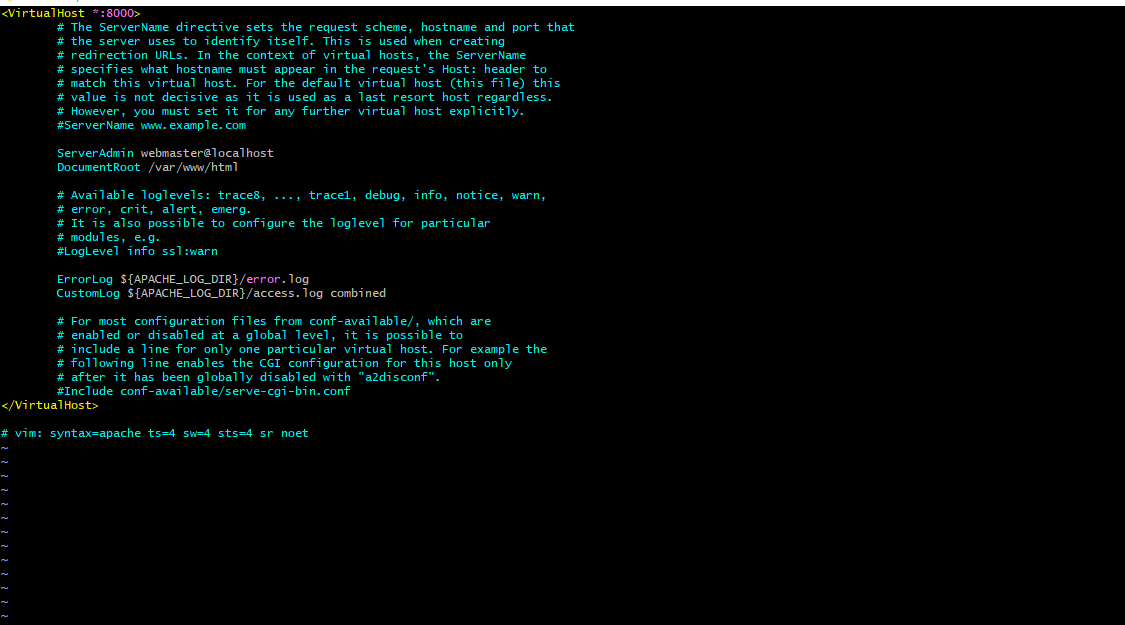 <VirtualHost *:8000>
        # The ServerName directive sets the request scheme, hostname and port that
        # the server uses to identify itself. This is used when creating
        # redirection URLs. In the context of virtual hosts, the ServerName
        # specifies what hostname must appear in the request's Host: header to
        # match this virtual host. For the default virtual host (this file) this
        # value is not decisive as it is used as a last resort host regardless.
        # However, you must set it for any further virtual host explicitly.
        #ServerName www.example.com

        ServerAdmin webmaster@localhost
        DocumentRoot /var/www/html

        # Available loglevels: trace8, ..., trace1, debug, info, notice, warn,
        # error, crit, alert, emerg.
        # It is also possible to configure the loglevel for particular
        # modules, e.g.
        #LogLevel info ssl:warn

        ErrorLog ${APACHE_LOG_DIR}/error.log
        CustomLog ${APACHE_LOG_DIR}/access.log combined

        # For most configuration files from conf-available/, which are
        # enabled or disabled at a global level, it is possible to
        # include a line for only one particular virtual host. For example the
        # following line enables the CGI configuration for this host only
        # after it has been globally disabled with "a2disconf".
        #Include conf-available/serve-cgi-bin.conf
</VirtualHost>

# vim: syntax=apache ts=4 sw=4 sts=4 sr noet
~
~
~
~
~
~
~
~
~
~
~
~
~